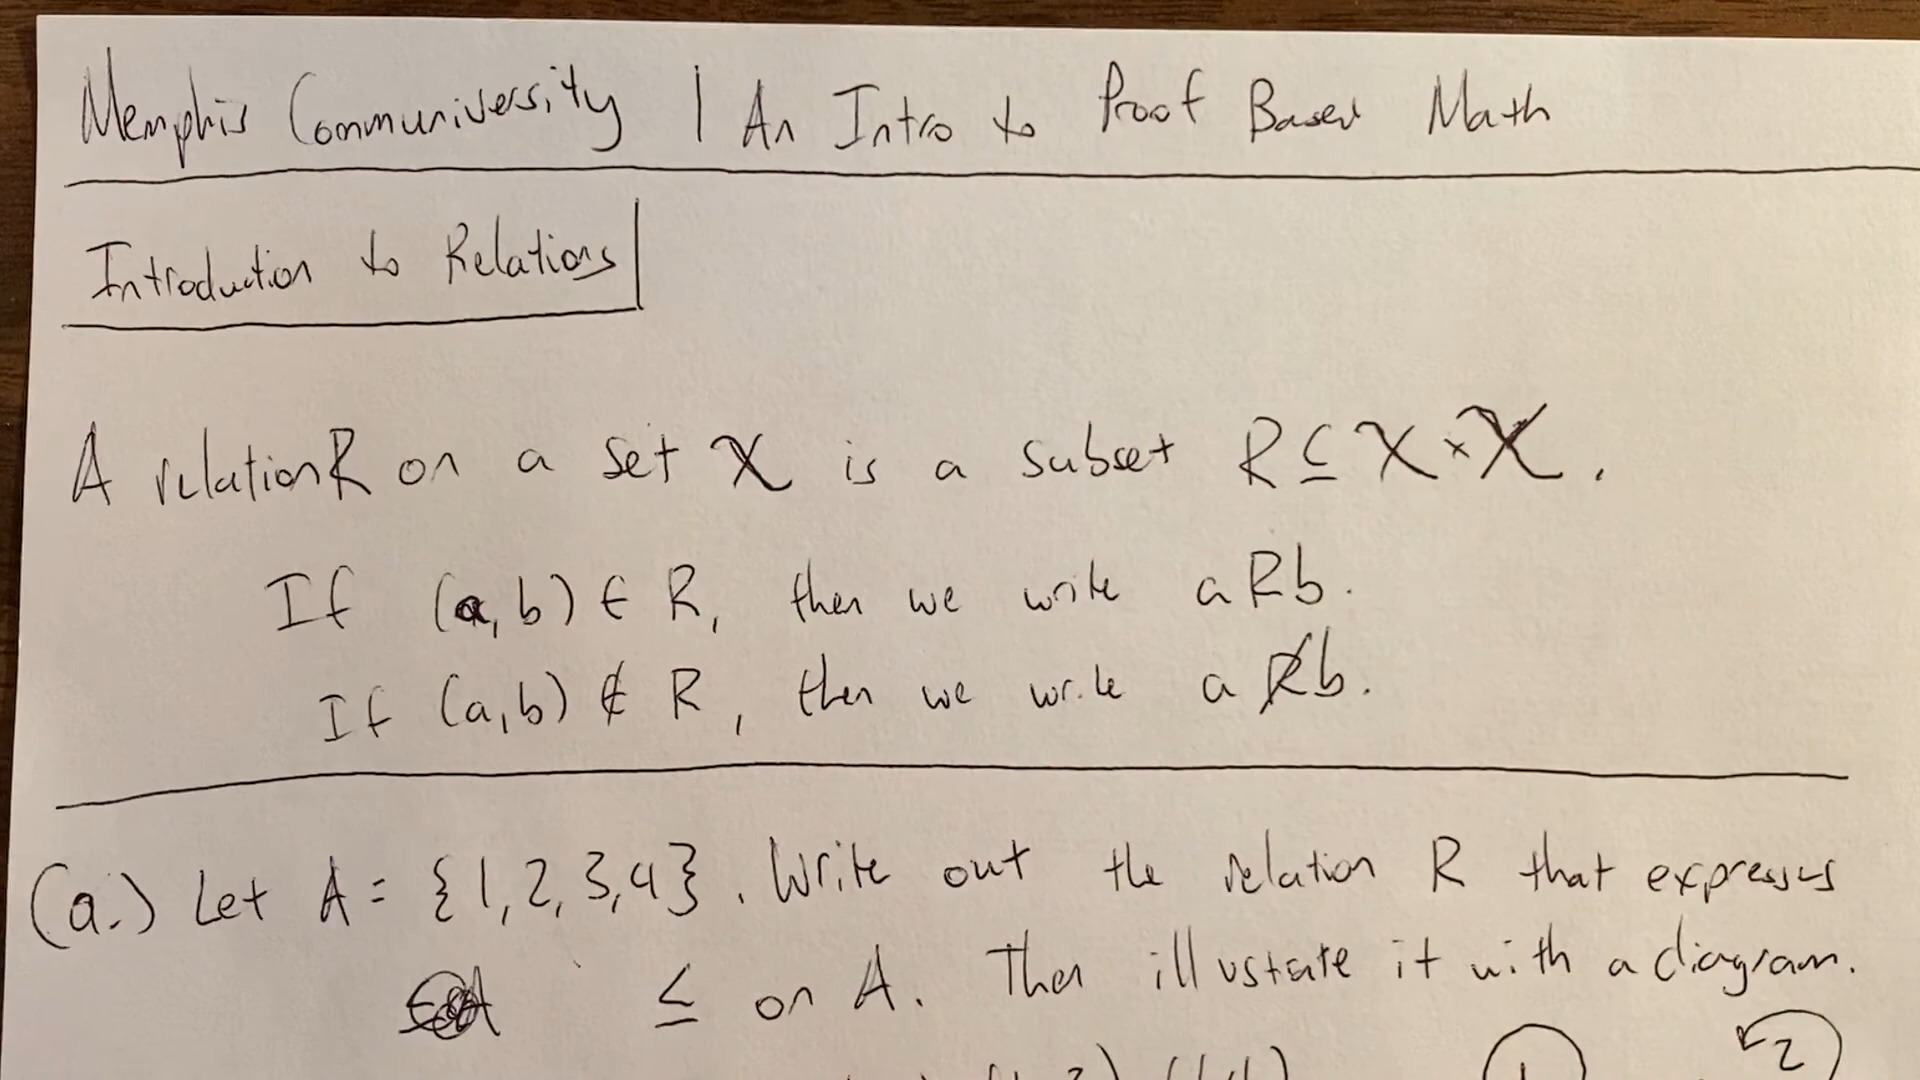 Memphis Communiversity | An Intro to Proof Based Math
Introduction to Relations
A relation R on a set X is a subset R ⊆ X × X.
If (a, b) ∈ R, then we write a R b.
If (a, b) ∉ R, then we write a R̸ b.
(a.) Let A = {1, 2, 3, 4}. Write out the relation R that expresses
≤ on A. Then illustrate it with a diagram.
2